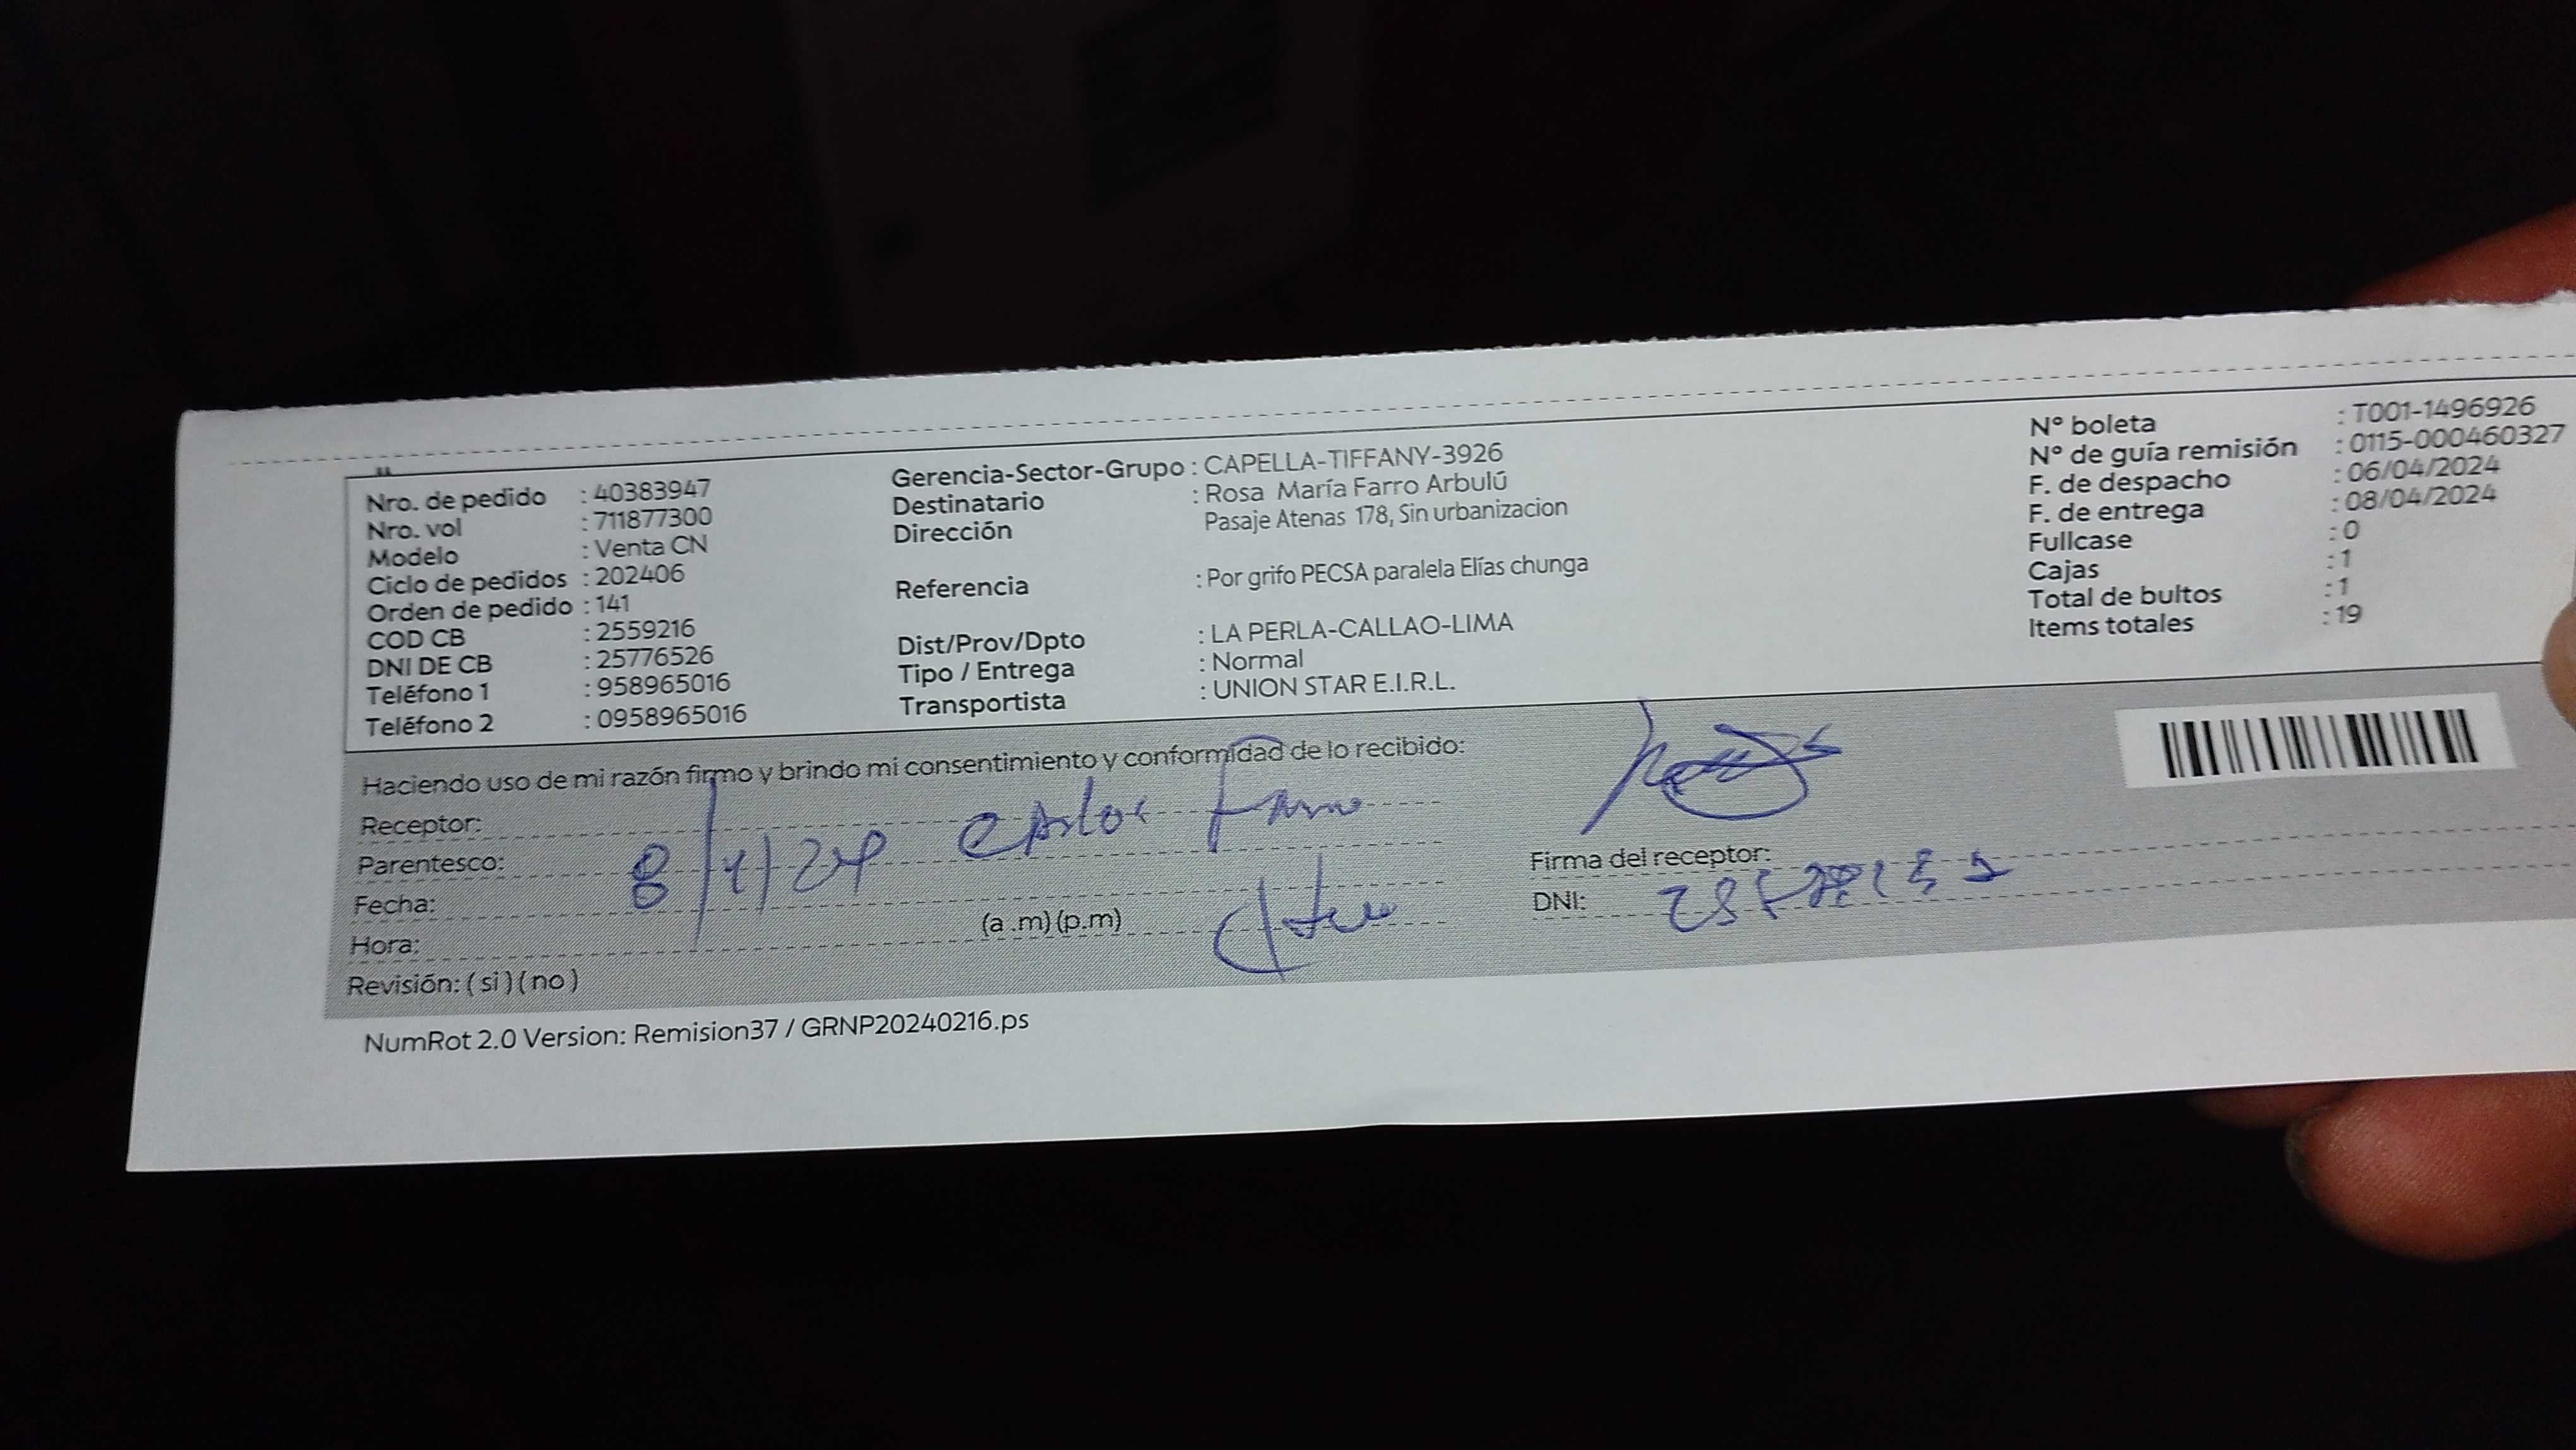 Nro. de pedido : 40383947
Nro. vol : 711877300
Modelo : Venta CN
Ciclo de pedidos : 202406
Orden de pedido : 141
COD CB : 2559216
DNI DE CB : 25776526
Teléfono 1 : 958965016
Teléfono 2 : 0958965016
Gerencia-Sector-Grupo : CAPELLA-TIFFANY-3926
Destinatario : Rosa María Farro Arbulú
Dirección Pasaje Atenas 178, Sin urbanizacion
Referencia : Por grifo PECSA paralela Elías chunga
Dist/Prov/Dpto : LA PERLA-CALLAO-LIMA
Tipo / Entrega : Normal
Transportista : UNION STAR E.I.R.L.
N° boleta : T001-1496926
N° de guía remisión : 0115-000460327
F. de despacho : 06/04/2024
F. de entrega : 08/04/2024
Fullcase : 0
Cajas : 1
Total de bultos : 1
Items totales : 19
Haciendo uso de mi razón firmo y brindo mi consentimiento y conformidad de lo recibido:
Receptor: Carlos Farro
Parentesco:
Fecha: 8/4/24
Hora: (a .m) (p.m)
Revisión: ( si ) ( no )
Firma del receptor:
DNI:
NumRot 2.0 Version: Remision37 / GRNP20240216.ps